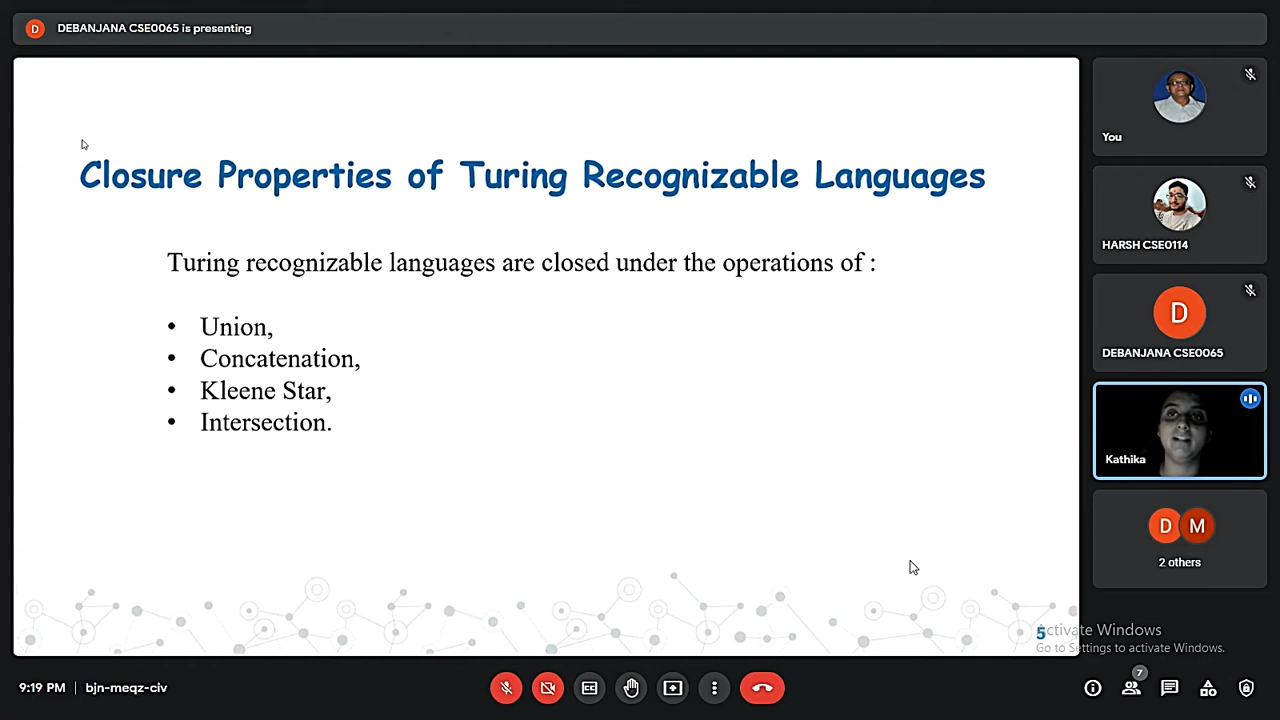 D DEBANJANA CSE0065 is presenting
Closure Properties of Turing Recognizable Languages
Turing recognizable languages are closed under the operations of :
• Union,
• Concatenation,
• Kleene Star,
• Intersection.
5
You
HARSH CSE0114
D
DEBANJANA CSE0065
Kathika
D M
2 others
Activate Windows
Go to Settings to activate Windows.
9:19 PM | bjn-meqz-civ
7